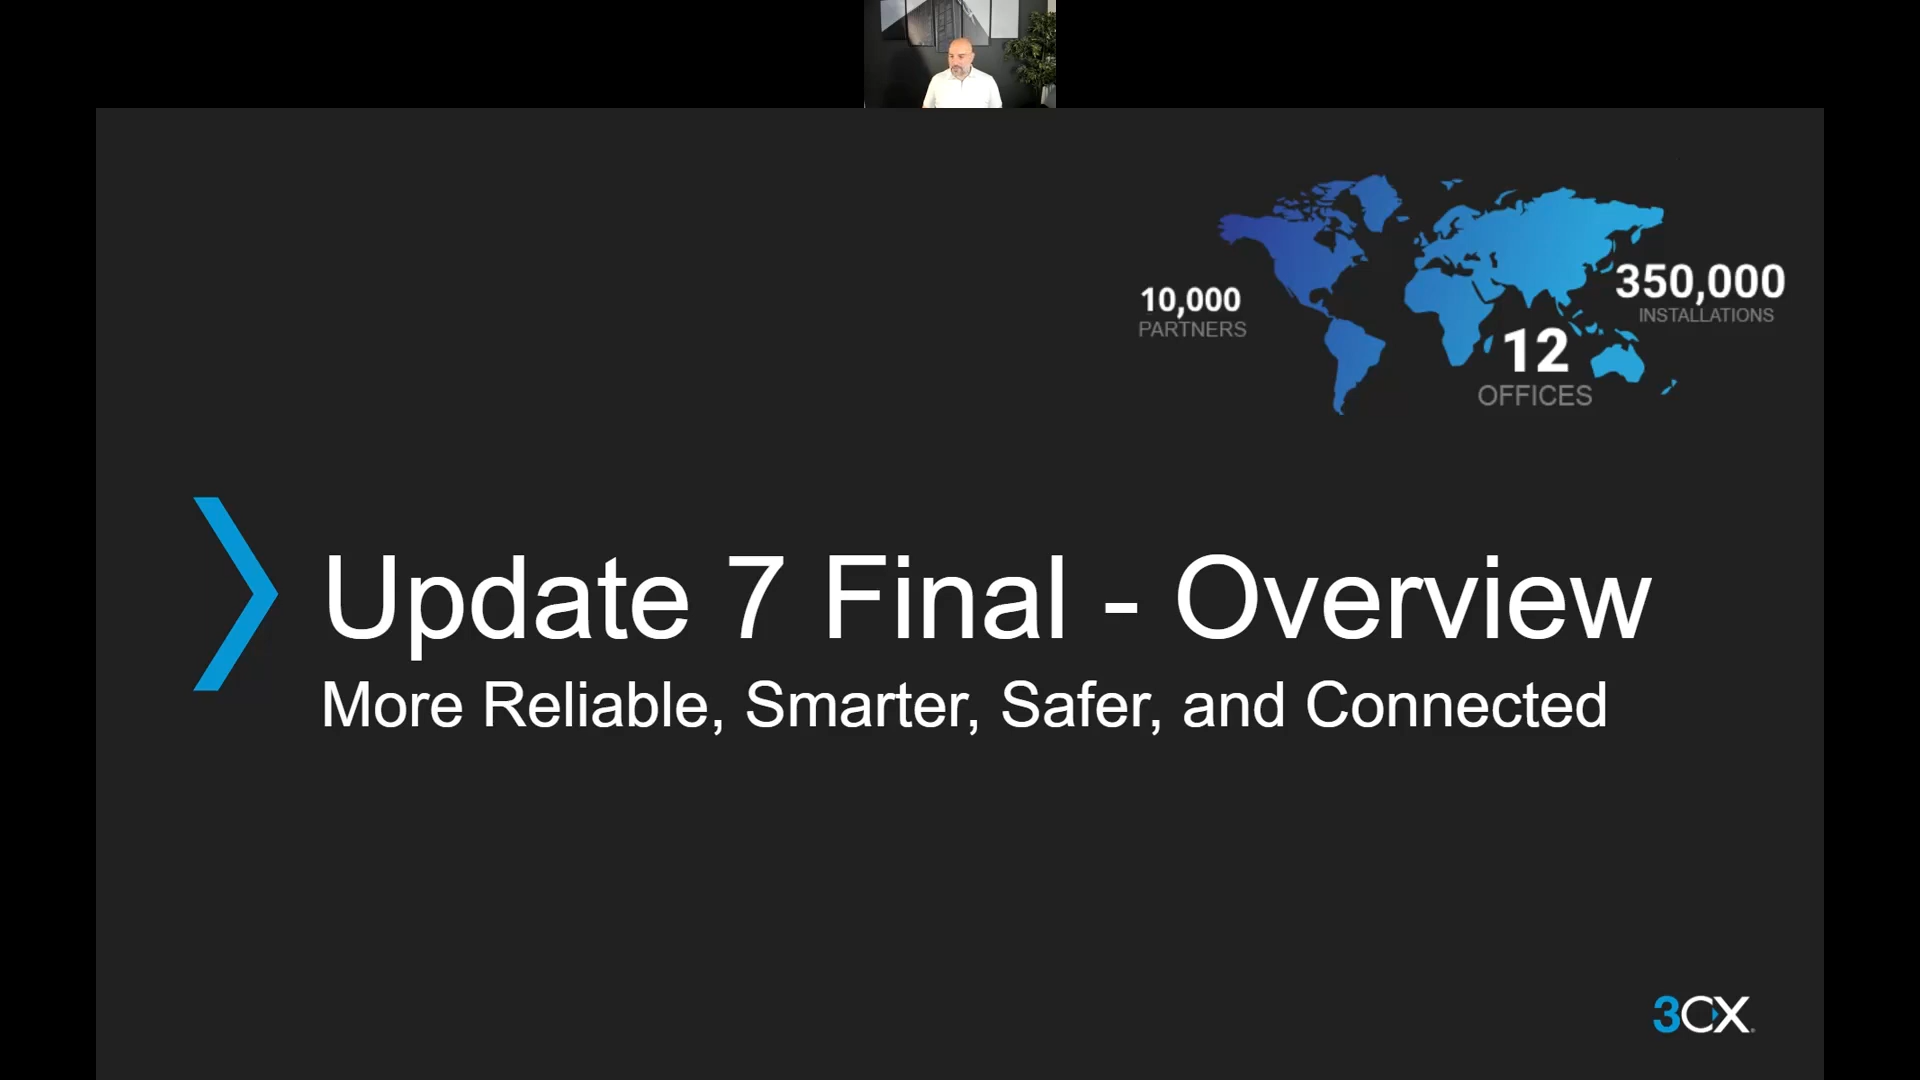 10,000
PARTNERS
350,000
INSTALLATIONS
12
OFFICES
Update 7 Final - Overview
More Reliable, Smarter, Safer, and Connected
3CX